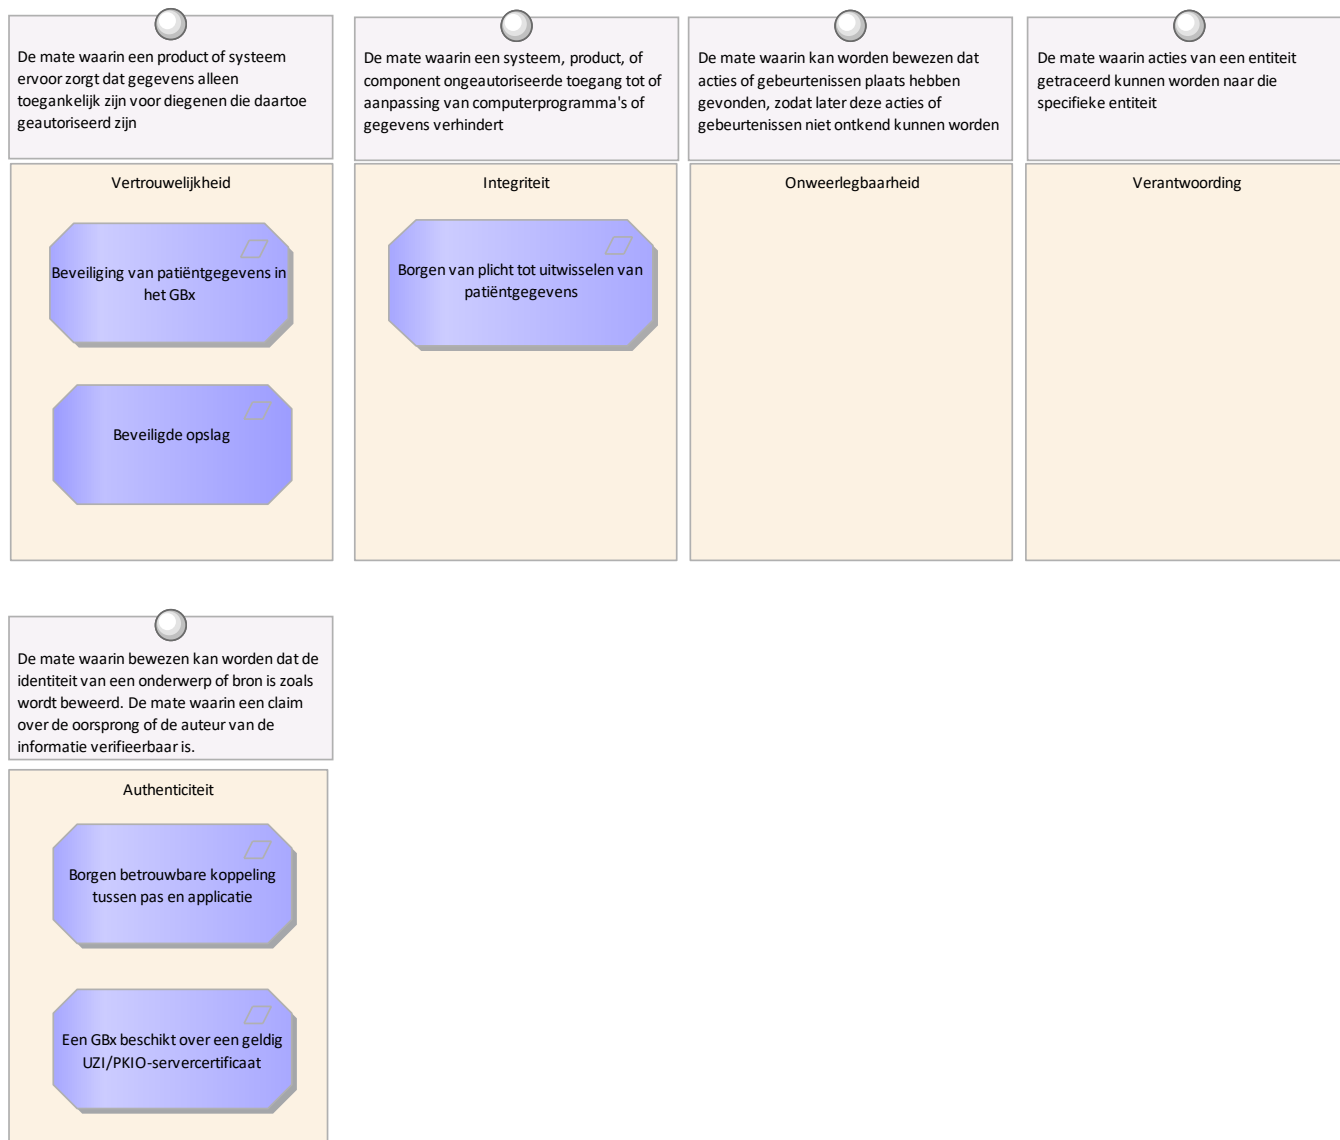 De mate waarin een product of systeem
ervoor zorgt dat gegevens alleen
toegankelijk zijn voor diegenen die daartoe
geautoriseerd zijn
De mate waarin een systeem, product, of
component ongeautoriseerde toegang tot of
aanpassing van computerprogramma's of
gegevens verhindert
De mate waarin kan worden bewezen dat
acties of gebeurtenissen plaats hebben
gevonden, zodat later deze acties of
gebeurtenissen niet ontkend kunnen worden
De mate waarin acties van een entiteit
getraceerd kunnen worden naar die
specifieke entiteit
Vertrouwelijkheid
Beveiliging van patiëntgegevens in
het GBx
Beveiligde opslag
Integriteit
Borgen van plicht tot uitwisselen van
patiëntgegevens
Onweerlegbaarheid
Verantwoording
De mate waarin bewezen kan worden dat de
identiteit van een onderwerp of bron is zoals
wordt beweerd. De mate waarin een claim
over de oorsprong of de auteur van de
informatie verifieerbaar is.
Authenticiteit
Borgen betrouwbare koppeling
tussen pas en applicatie
Een GBx beschikt over een geldig
UZI/PKIO-servercertificaat